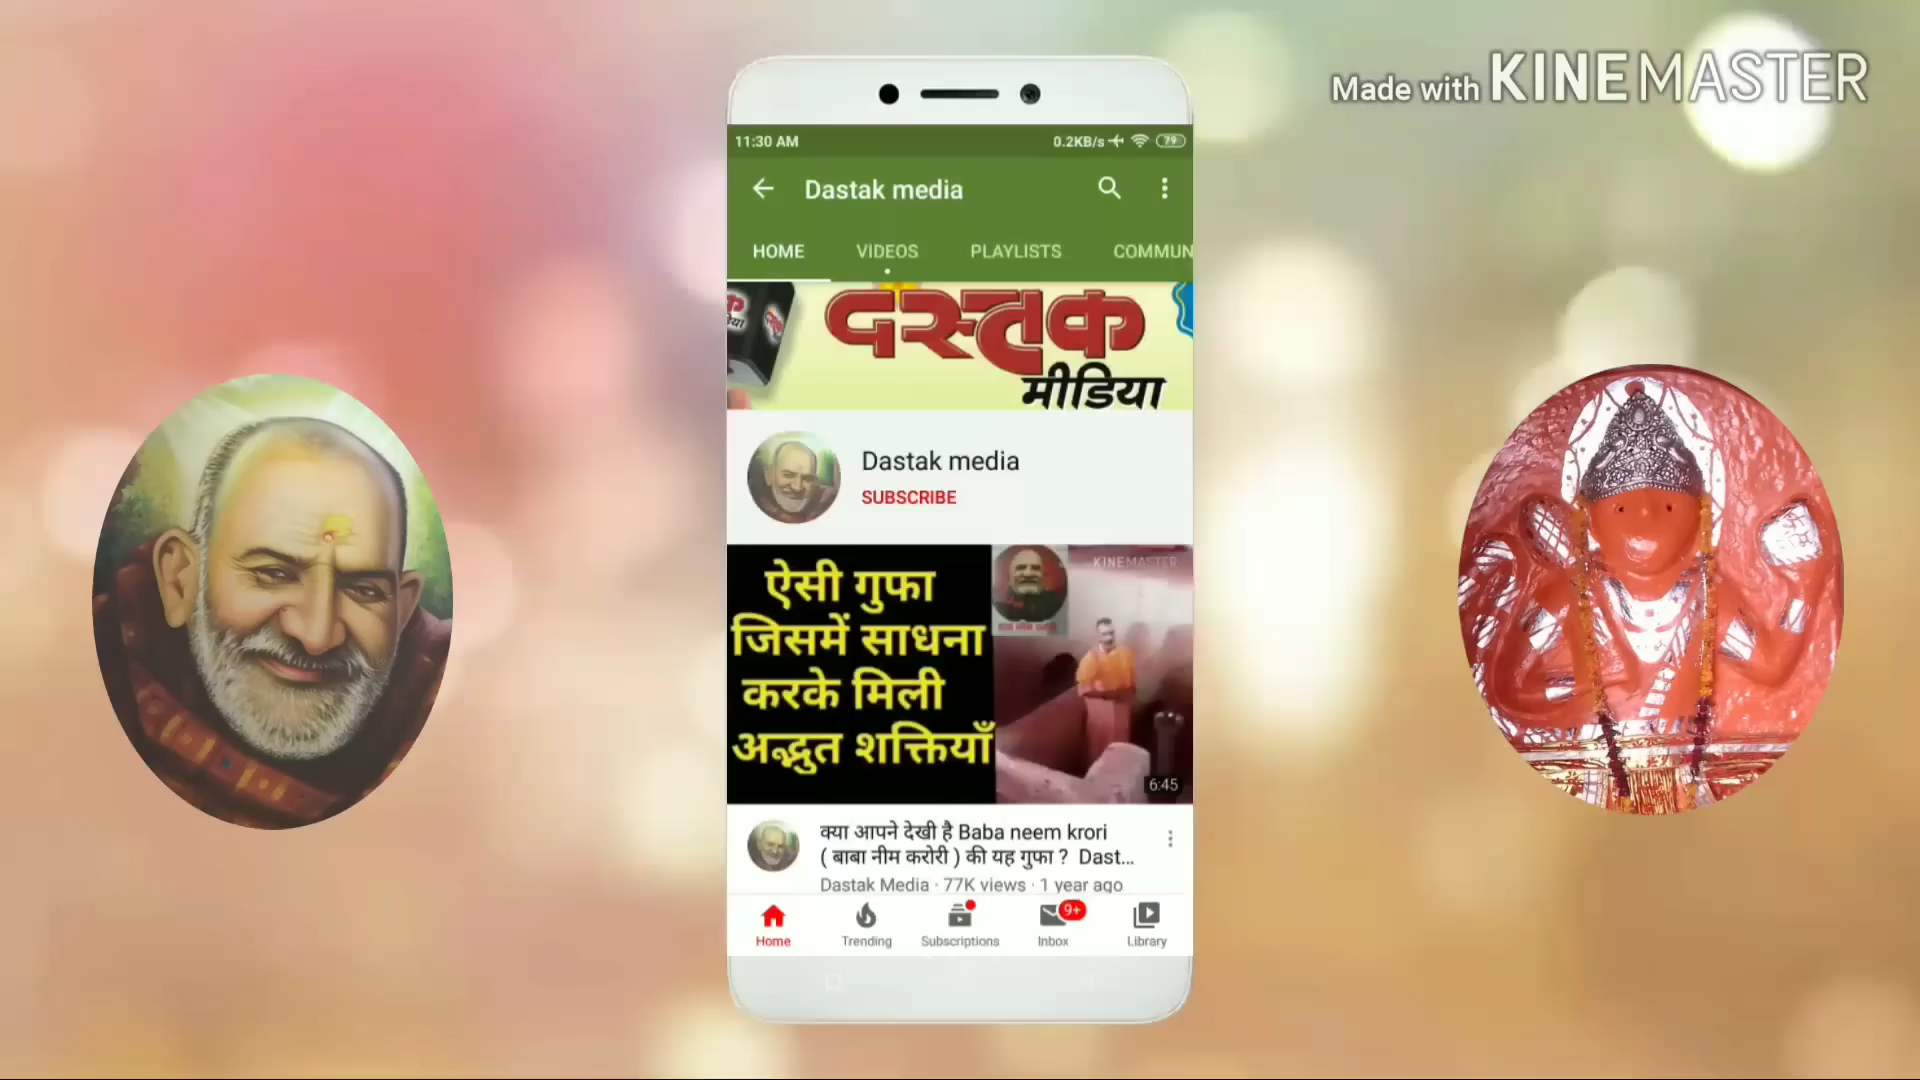 Made with KINEMASTER
11:30 AM 0.2KB/s 79
Dastak media
HOME VIDEOS PLAYLISTS COMMUN
दस्तक
मीडिया
Dastak media
SUBSCRIBE
KINEMASTER
ऐसी गुफा
जिसमें साधना
करके मिली
अद्भुत शक्तियाँ
6:45
क्या आपने देखी है Baba neem krori
( बाबा नीम करोरी ) की यह गुफा ? Dast...
Dastak Media · 77K views · 1 year ago
9+
Home Trending Subscriptions Inbox Library